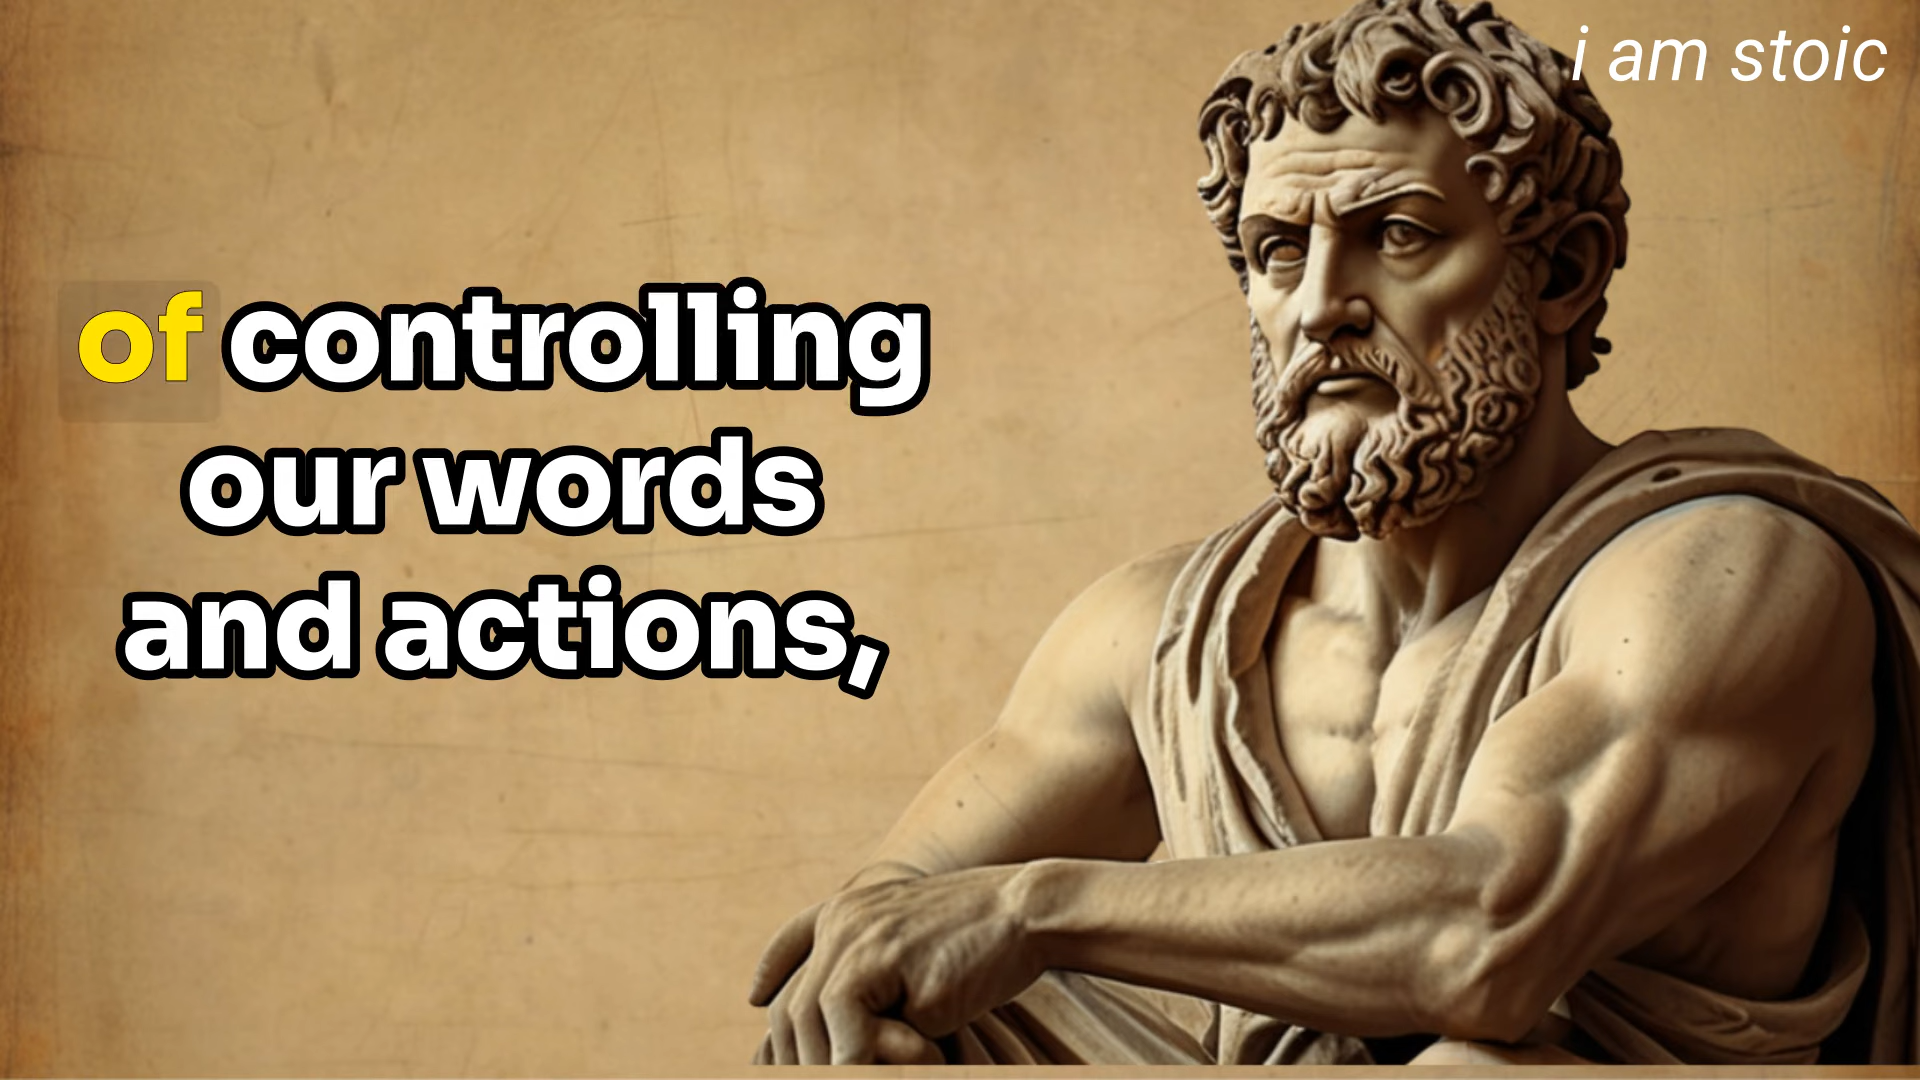 i am stoic
of controlling
our words
and actions,